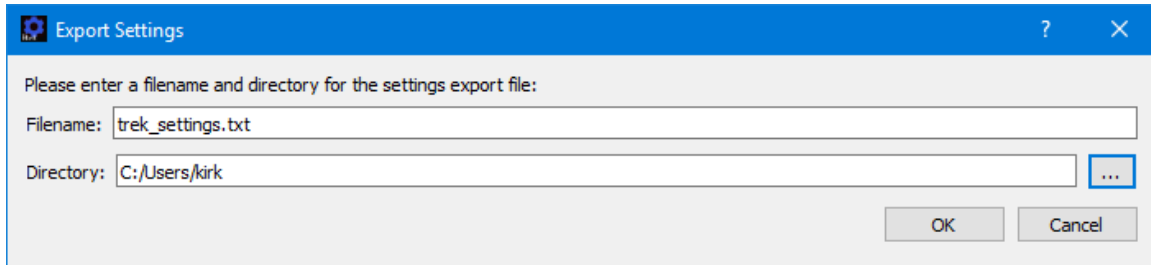 Export Settings ?
Please enter a filename and directory for the settings export file:
Filename: trek_settings.txt
Directory: C:/Users/kirk ...
OK Cancel